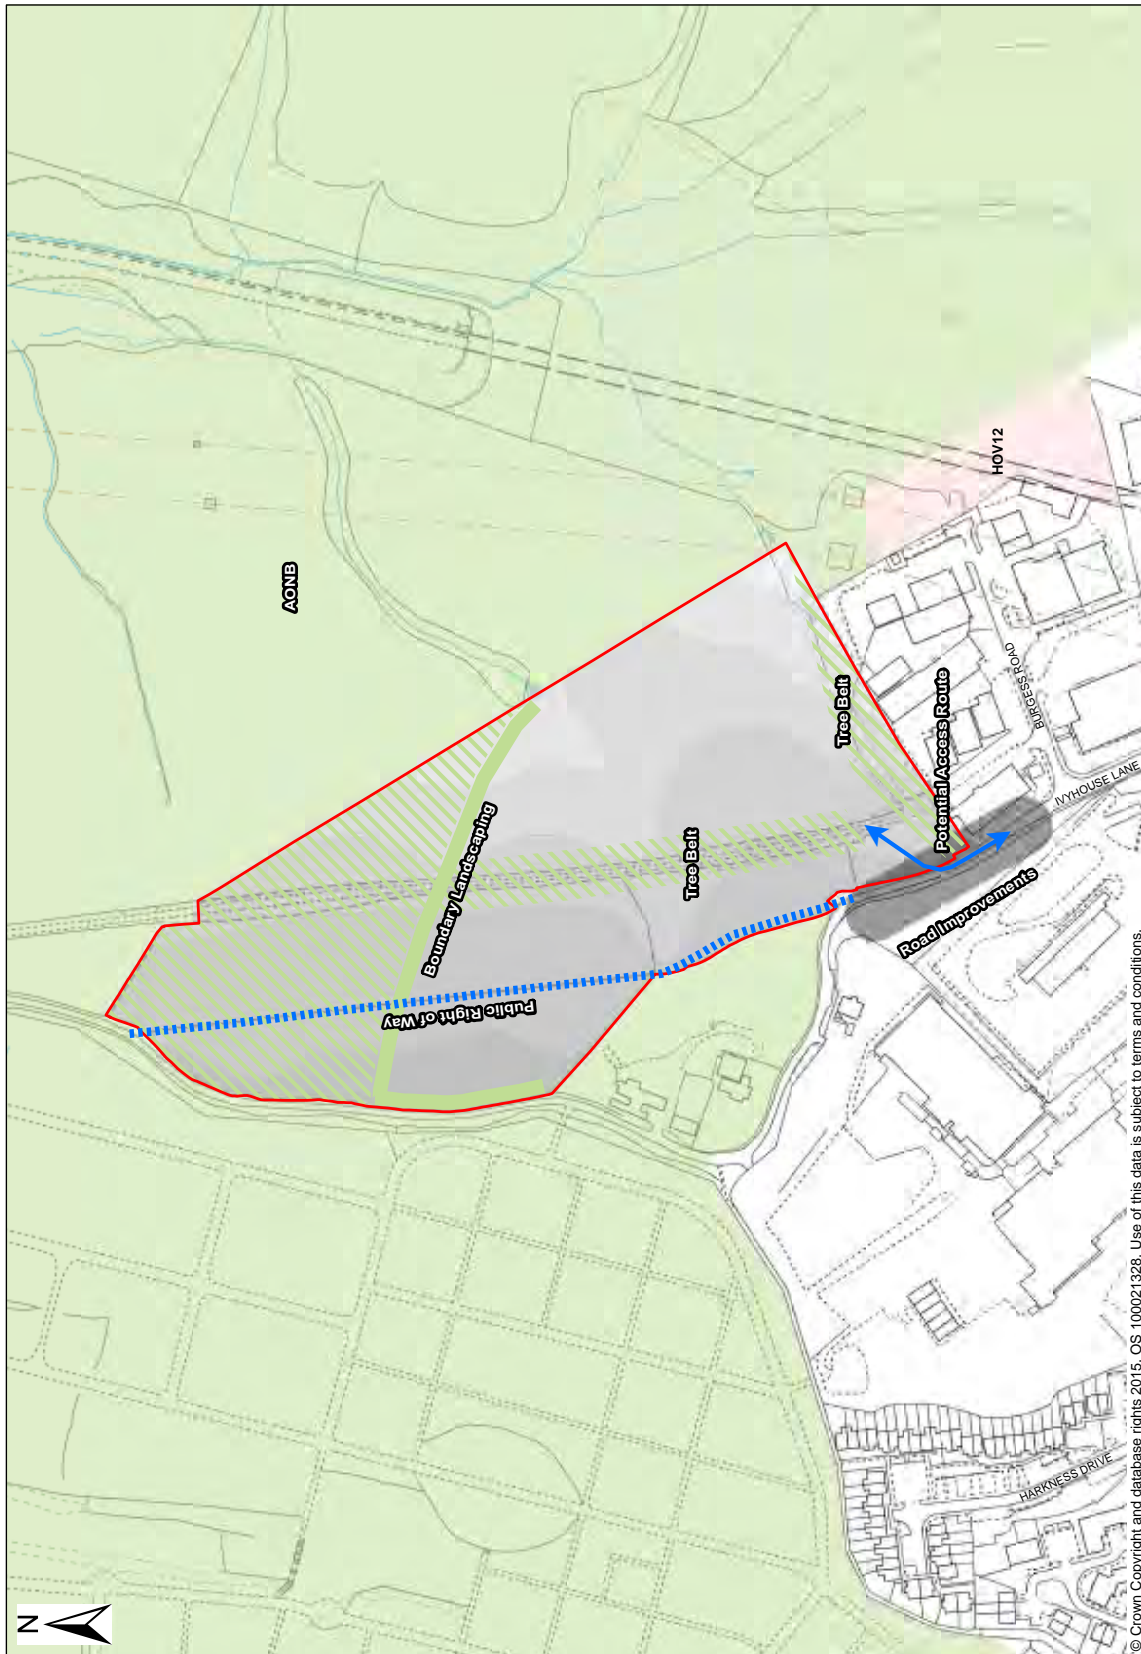 N
AONB
HOV12
Boundary Landscaping
Public Right of Way
Tree Belt
Tree Belt
Potential Access Route
Road Improvements
BURGESS ROAD
IVYHOUSE LANE
HARKNESS DRIVE
© Crown Copyright and database rights 2015. OS 100021328. Use of this data is subject to terms and conditions.